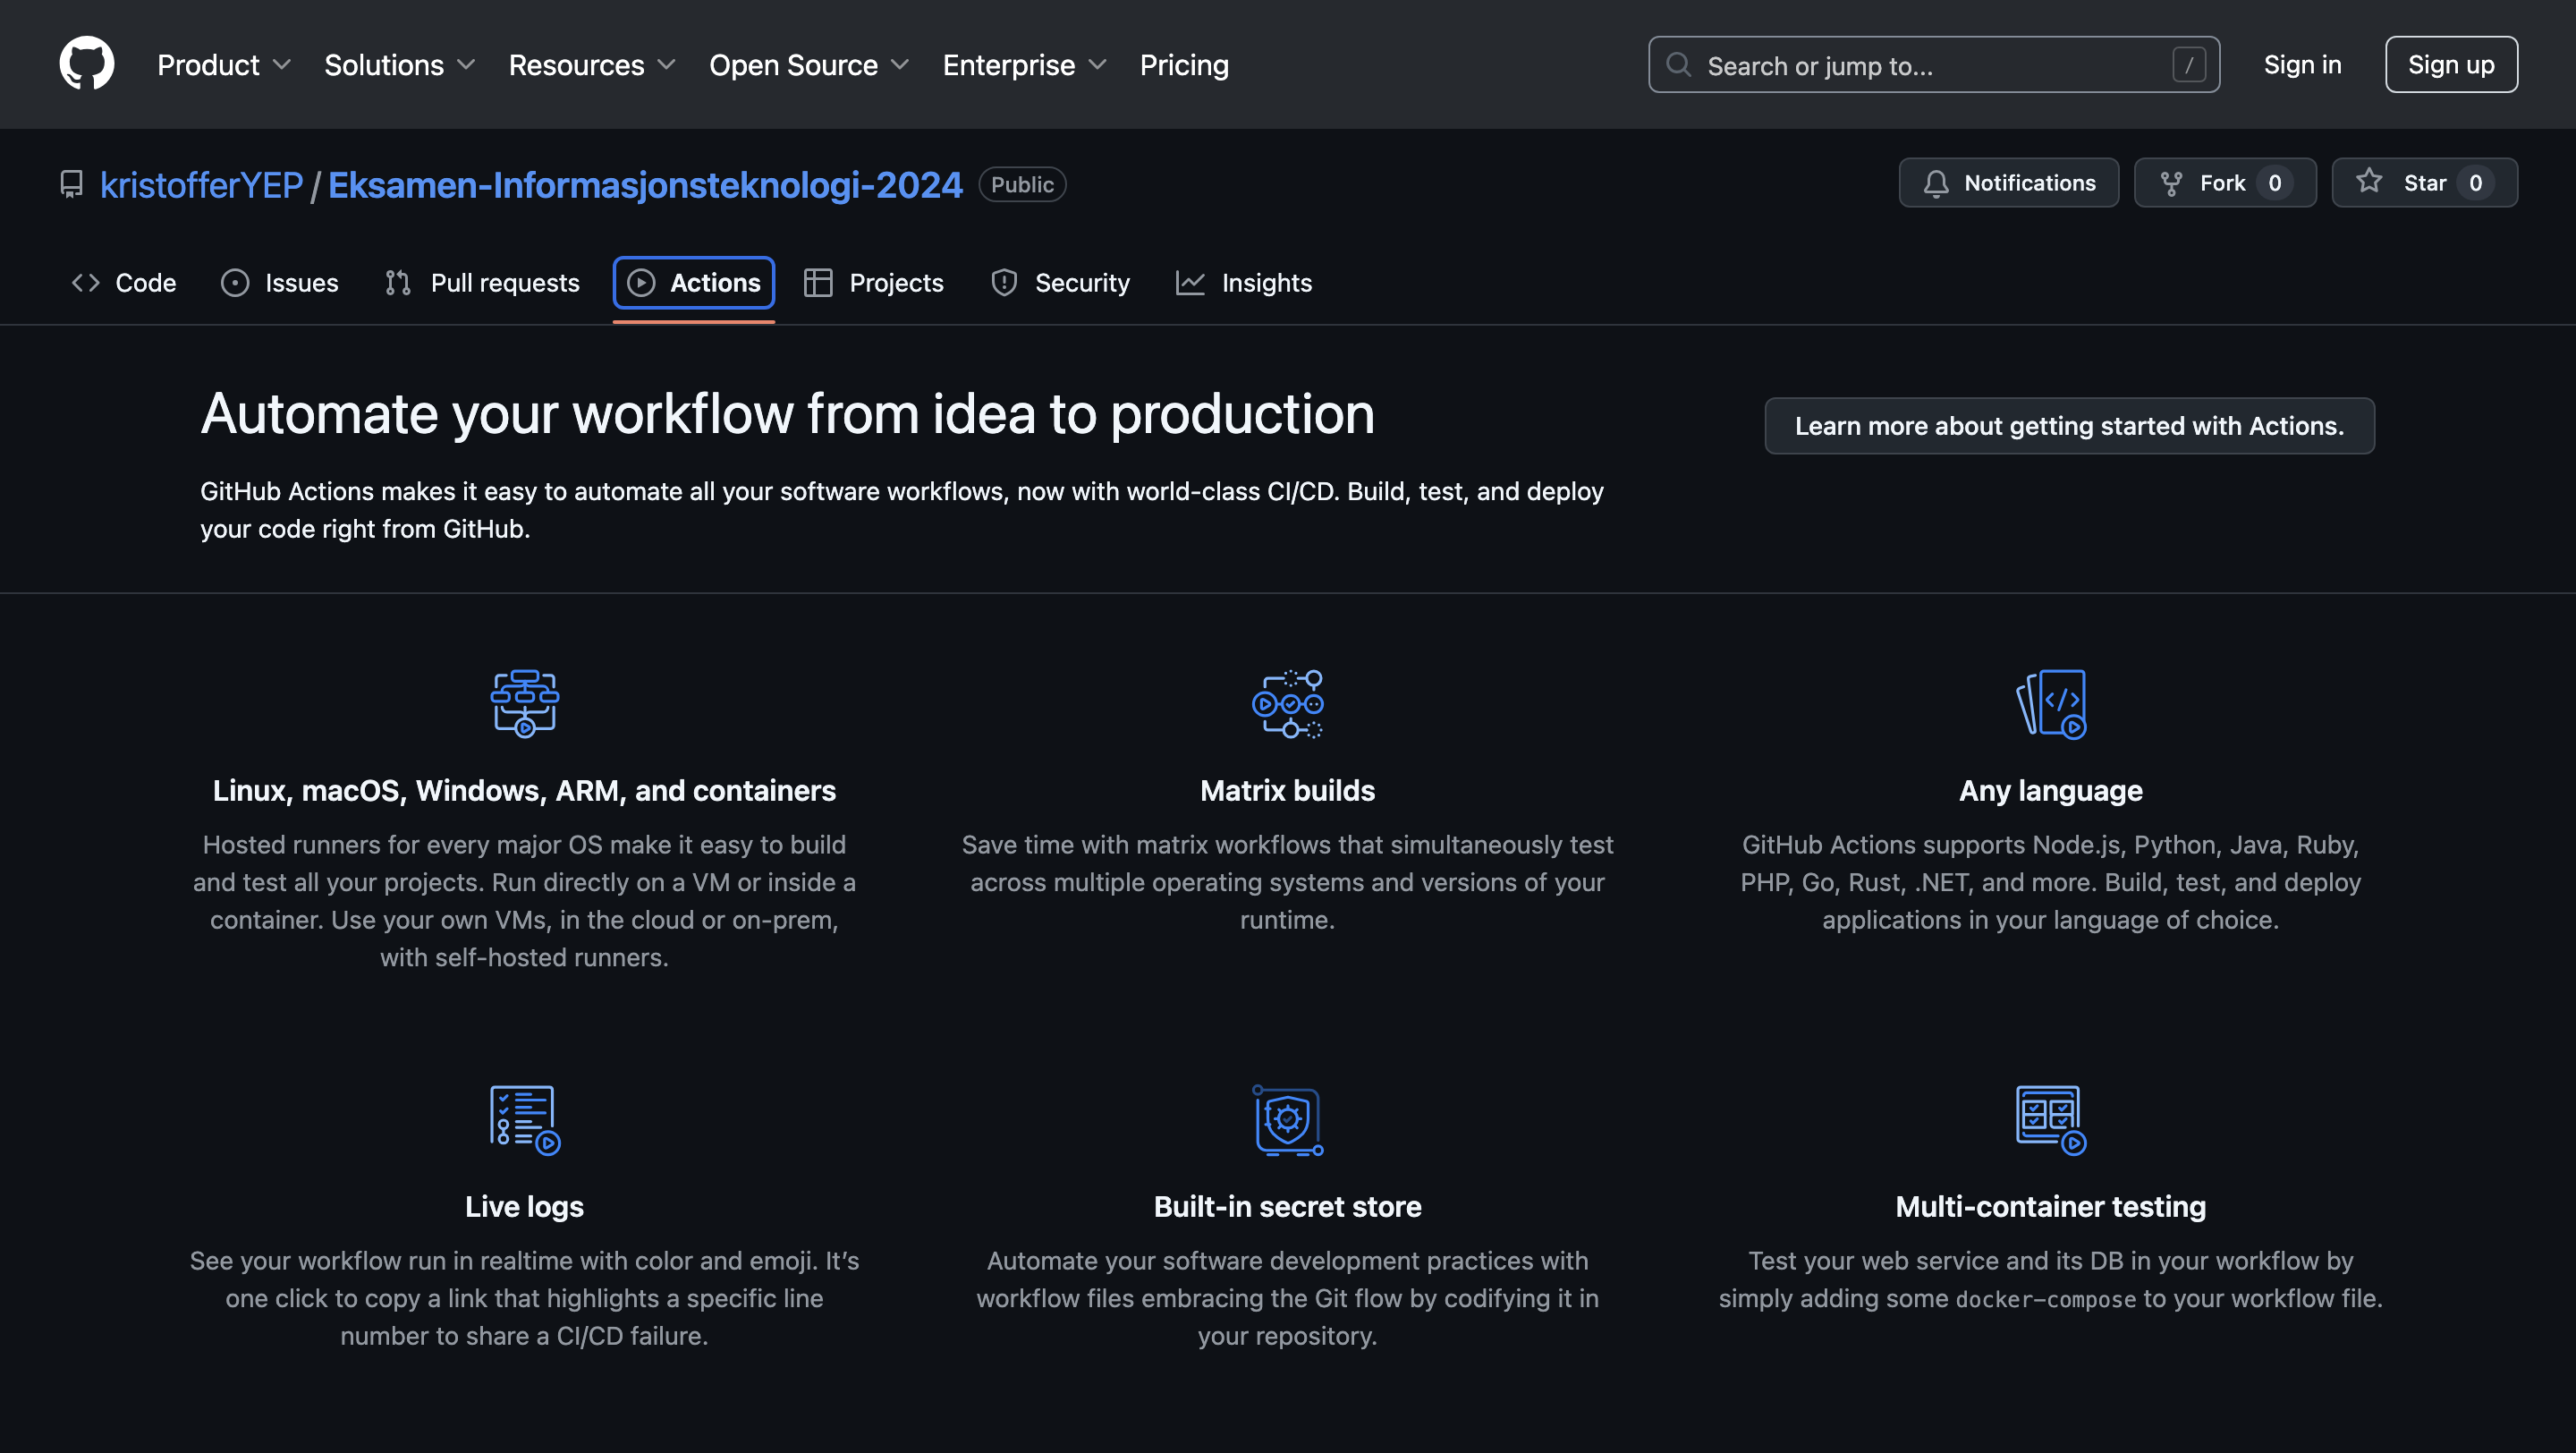 Product Solutions Resources Open Source Enterprise Pricing Search or jump to... / Sign in Sign up
kristofferYEP / Eksamen-Informasjonsteknologi-2024 Public Notifications Fork 0 Star 0
Code Issues Pull requests Actions Projects Security Insights
Automate your workflow from idea to production
Learn more about getting started with Actions.
GitHub Actions makes it easy to automate all your software workflows, now with world-class CI/CD. Build, test, and deploy
your code right from GitHub.
Linux, macOS, Windows, ARM, and containers
Hosted runners for every major OS make it easy to build
and test all your projects. Run directly on a VM or inside a
container. Use your own VMs, in the cloud or on-prem,
with self-hosted runners.
Matrix builds
Save time with matrix workflows that simultaneously test
across multiple operating systems and versions of your
runtime.
Any language
GitHub Actions supports Node.js, Python, Java, Ruby,
PHP, Go, Rust, .NET, and more. Build, test, and deploy
applications in your language of choice.
Live logs
See your workflow run in realtime with color and emoji. It’s
one click to copy a link that highlights a specific line
number to share a CI/CD failure.
Built-in secret store
Automate your software development practices with
workflow files embracing the Git flow by codifying it in
your repository.
Multi-container testing
Test your web service and its DB in your workflow by
simply adding some docker-compose to your workflow file.